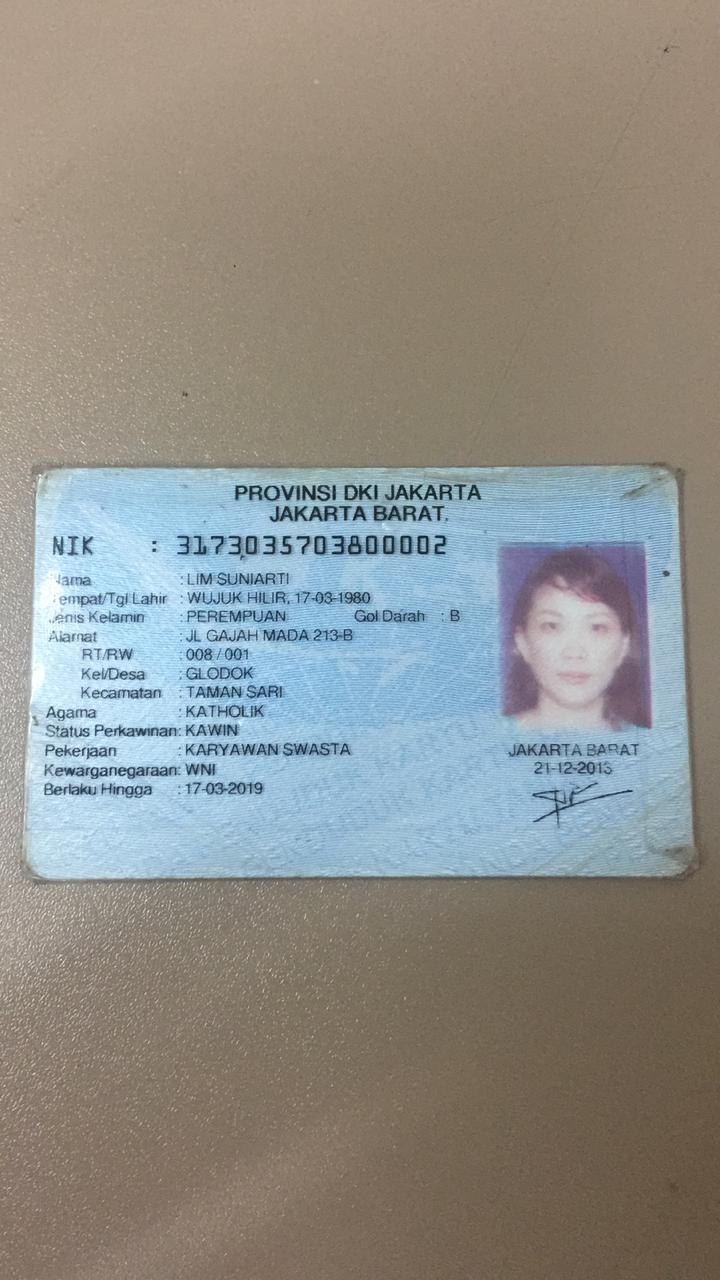 PROVINSI DKI JAKARTA
JAKARTA BARAT.
NIK : 3173035703800002
Nama : LIM SUNIARTI
Tempat/Tgl Lahir : WUJUK HILIR, 17-03-1980
Jenis Kelamin : PEREMPUAN Gol Darah : B
Alamat : JL GAJAH MADA 213-B
RT/RW : 008 / 001
Kel/Desa : GLODOK
Kecamatan : TAMAN SARI
Agama : KATHOLIK
Status Perkawinan: KAWIN
Pekerjaan : KARYAWAN SWASTA
Kewarganegaraan: WNI
Berlaku Hingga : 17-03-2019
JAKARTA BARAT
21-12-2013